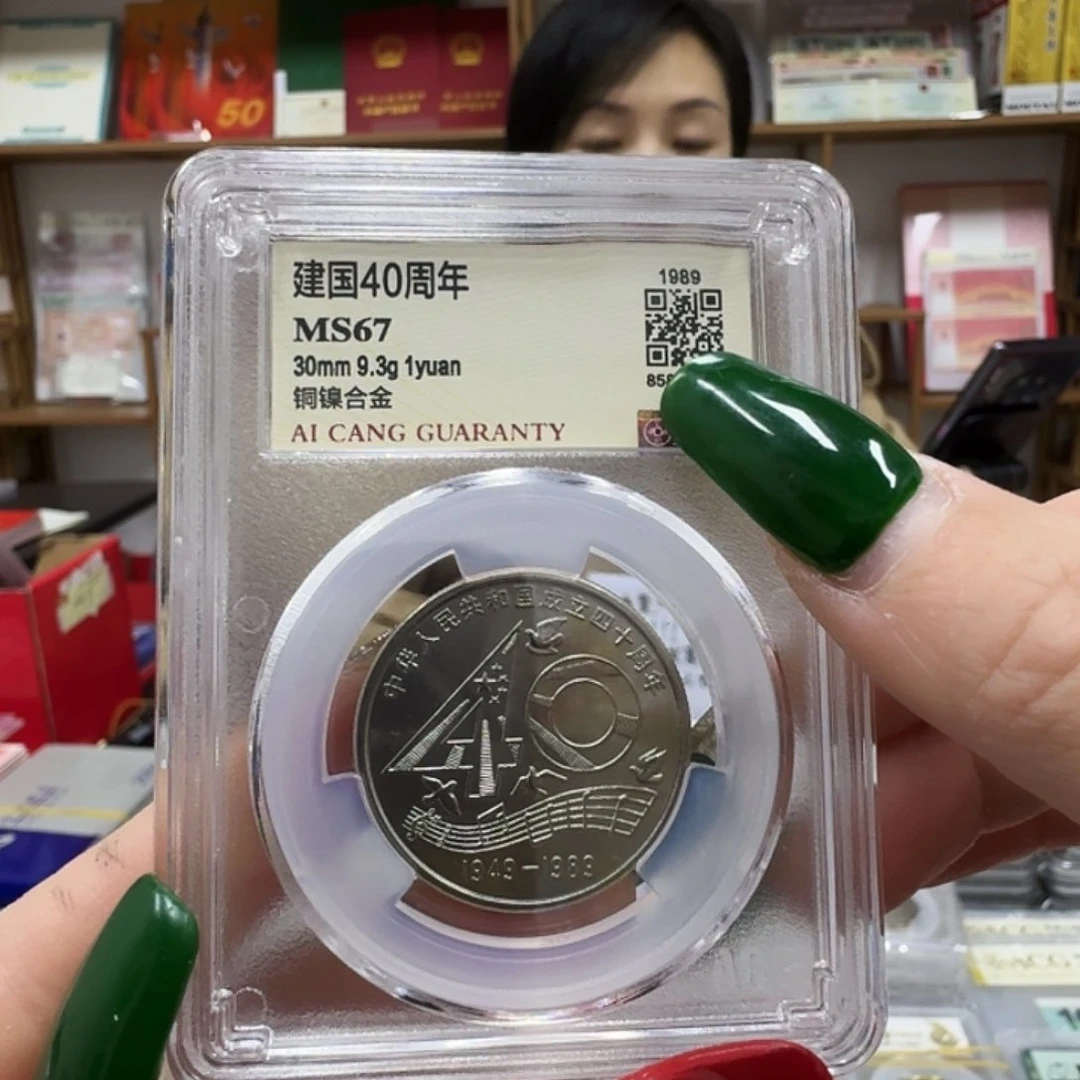 50
建国40周年
MS67
30mm 9.3g 1yuan
铜镍合金
AI CANG GUARANTY
1989
中华人民共和国成立四十周年
40
1949-1989